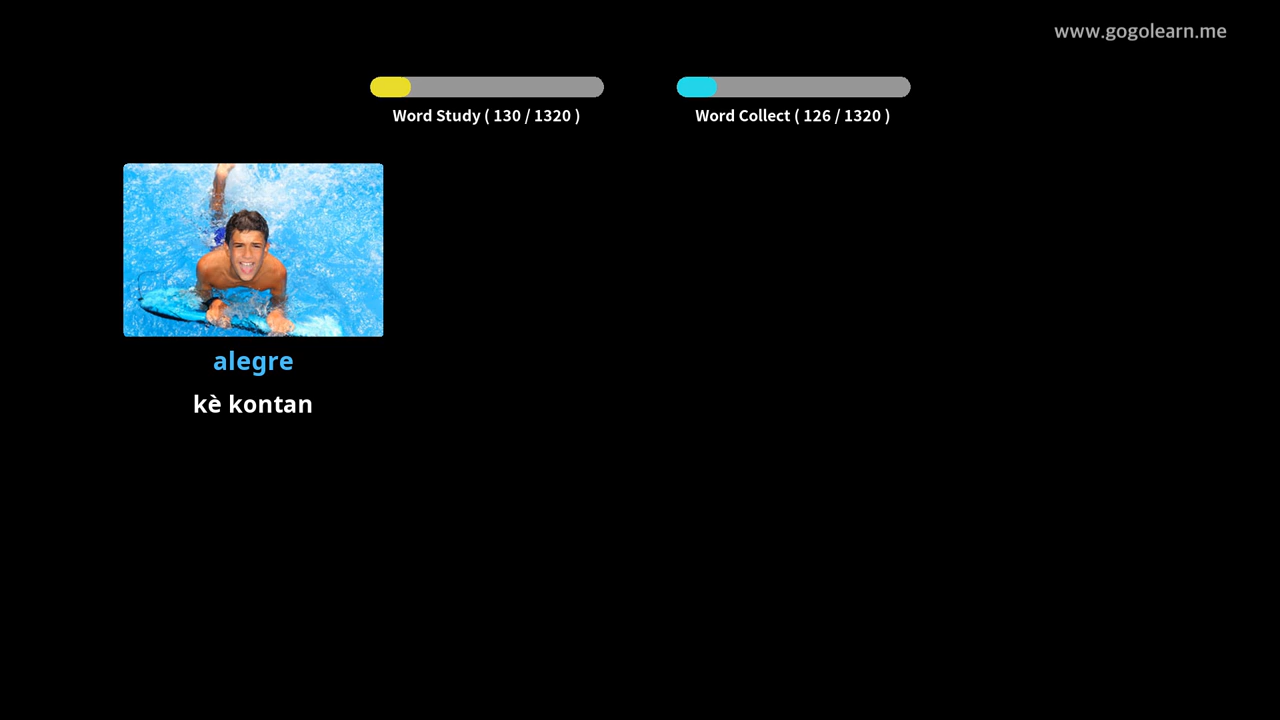 www.gogolearn.me
Word Study ( 130 / 1320 )
Word Collect ( 126 / 1320 )
alegre
kè kontan